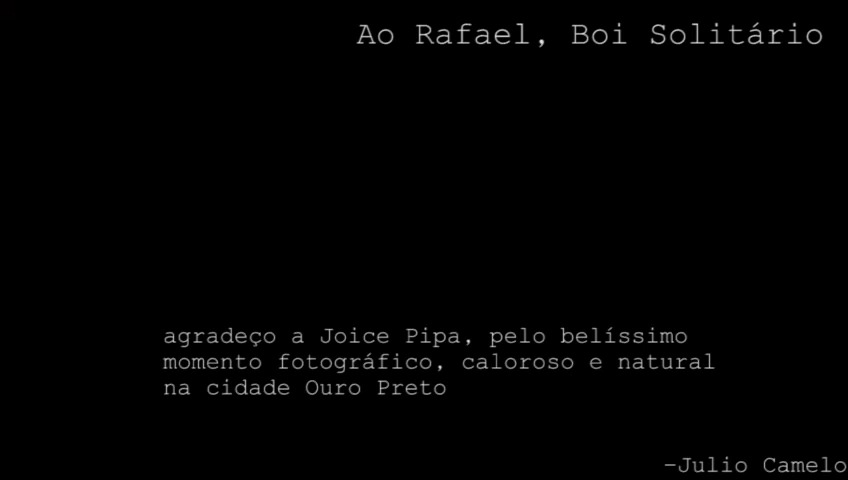 Ao Rafael, Boi Solitário
agradeço a Joice Pipa, pelo belíssimo
momento fotográfico, caloroso e natural
na cidade Ouro Preto
-Julio Camelo